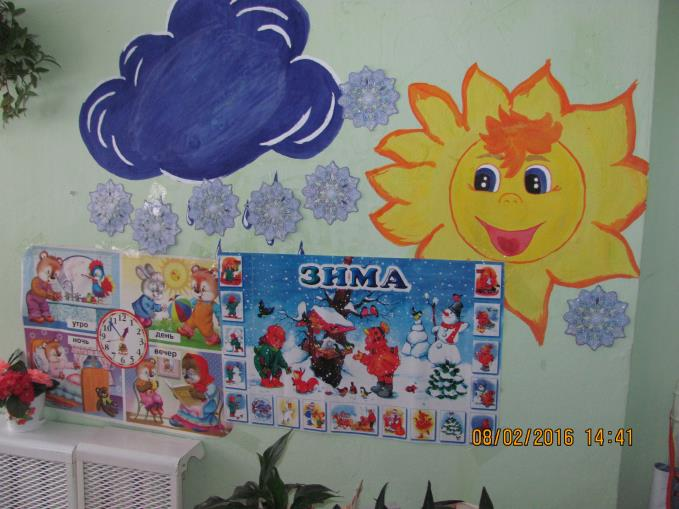 ЗИМА
утро
день
ночь
вечер
08/02/2016 14:41